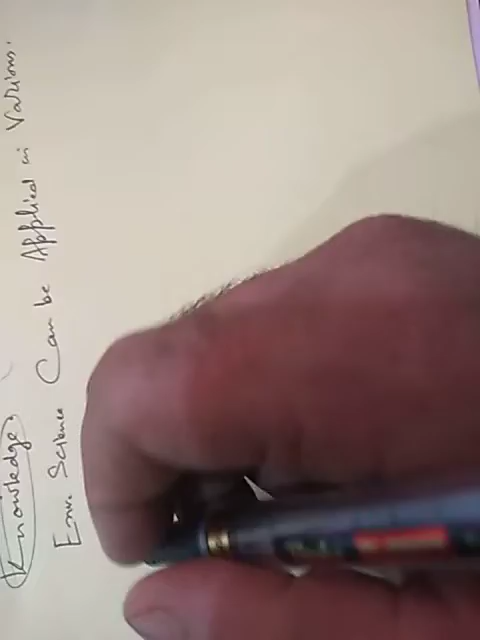 Knowledge,
Env. Science Can be Applied in Various.